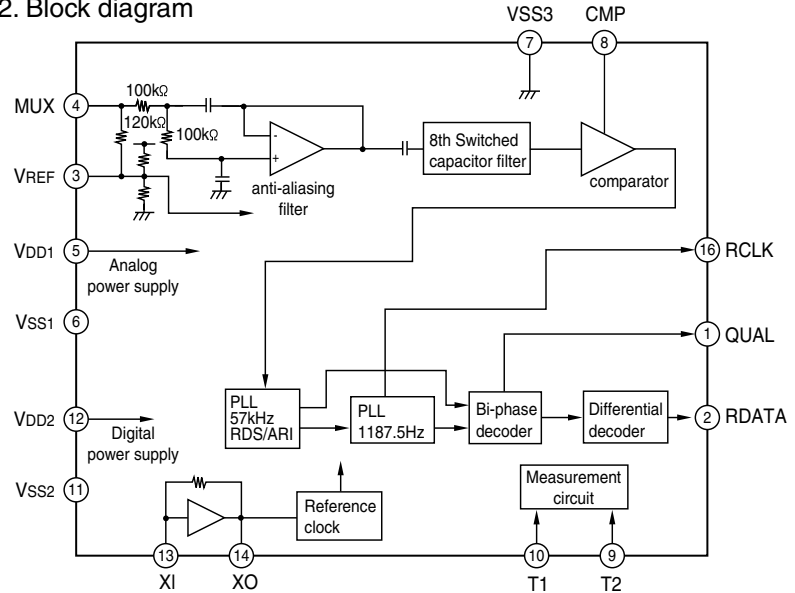 2. Block diagram
VSS3
CMP
7
8
MUX
4
100kΩ
120kΩ
100kΩ
-
+
anti-aliasing
filter
8th Switched
capacitor filter
comparator
VREF
3
VDD1
5
Analog
power supply
16
RCLK
VSS1
6
1
QUAL
VDD2
12
Digital
power supply
PLL
57kHz
RDS/ARI
PLL
1187.5Hz
Bi-phase
decoder
Differential
decoder
2
RDATA
VSS2
11
Reference
clock
Measurement
circuit
13
14
10
9
XI
XO
T1
T2